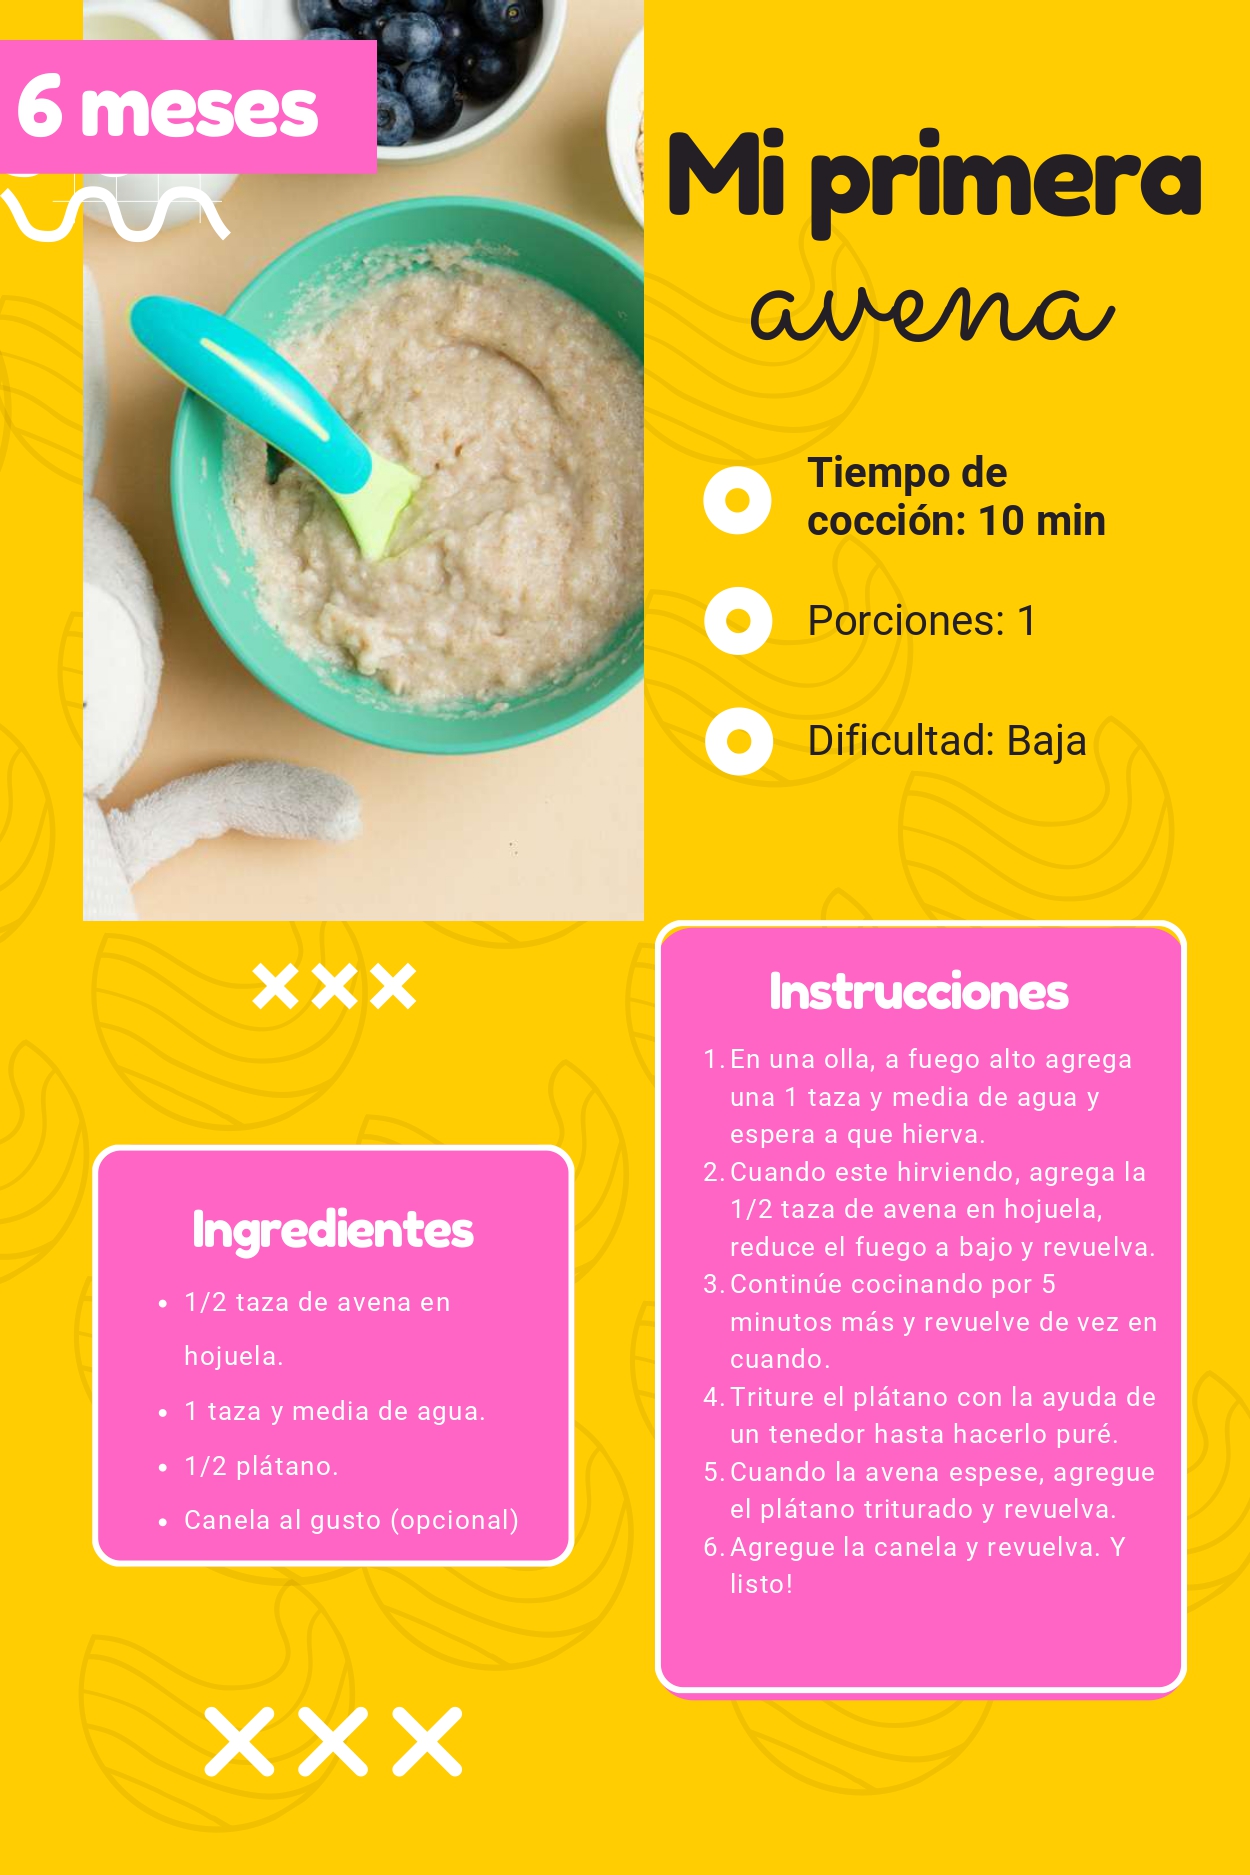 6 meses
Mi primera
avena
Tiempo de
cocción: 10 min
Porciones: 1
Dificultad: Baja
Ingredientes
• 1/2 taza de avena en
hojuela.
• 1 taza y media de agua.
• 1/2 plátano.
• Canela al gusto (opcional)
Instrucciones
1. En una olla, a fuego alto agrega
una 1 taza y media de agua y
espera a que hierva.
2. Cuando este hirviendo, agrega la
1/2 taza de avena en hojuela,
reduce el fuego a bajo y revuelva.
3. Continúe cocinando por 5
minutos más y revuelve de vez en
cuando.
4. Triture el plátano con la ayuda de
un tenedor hasta hacerlo puré.
5. Cuando la avena espese, agregue
el plátano triturado y revuelva.
6. Agregue la canela y revuelva. Y
listo!